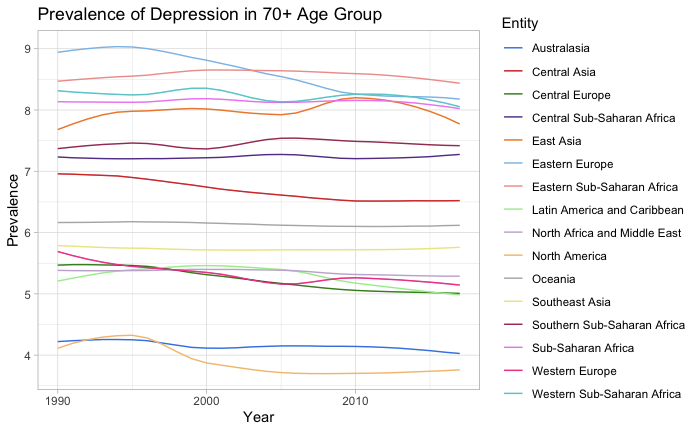 Prevalence of Depression in 70+ Age Group
Entity
Australasia
Central Asia
Central Europe
Central Sub-Saharan Africa
East Asia
Eastern Europe
Eastern Sub-Saharan Africa
Latin America and Caribbean
North Africa and Middle East
North America
Oceania
Southeast Asia
Southern Sub-Saharan Africa
Sub-Saharan Africa
Western Europe
Western Sub-Saharan Africa
Prevalence
9
8
7
6
5
4
1990
2000
2010
Year